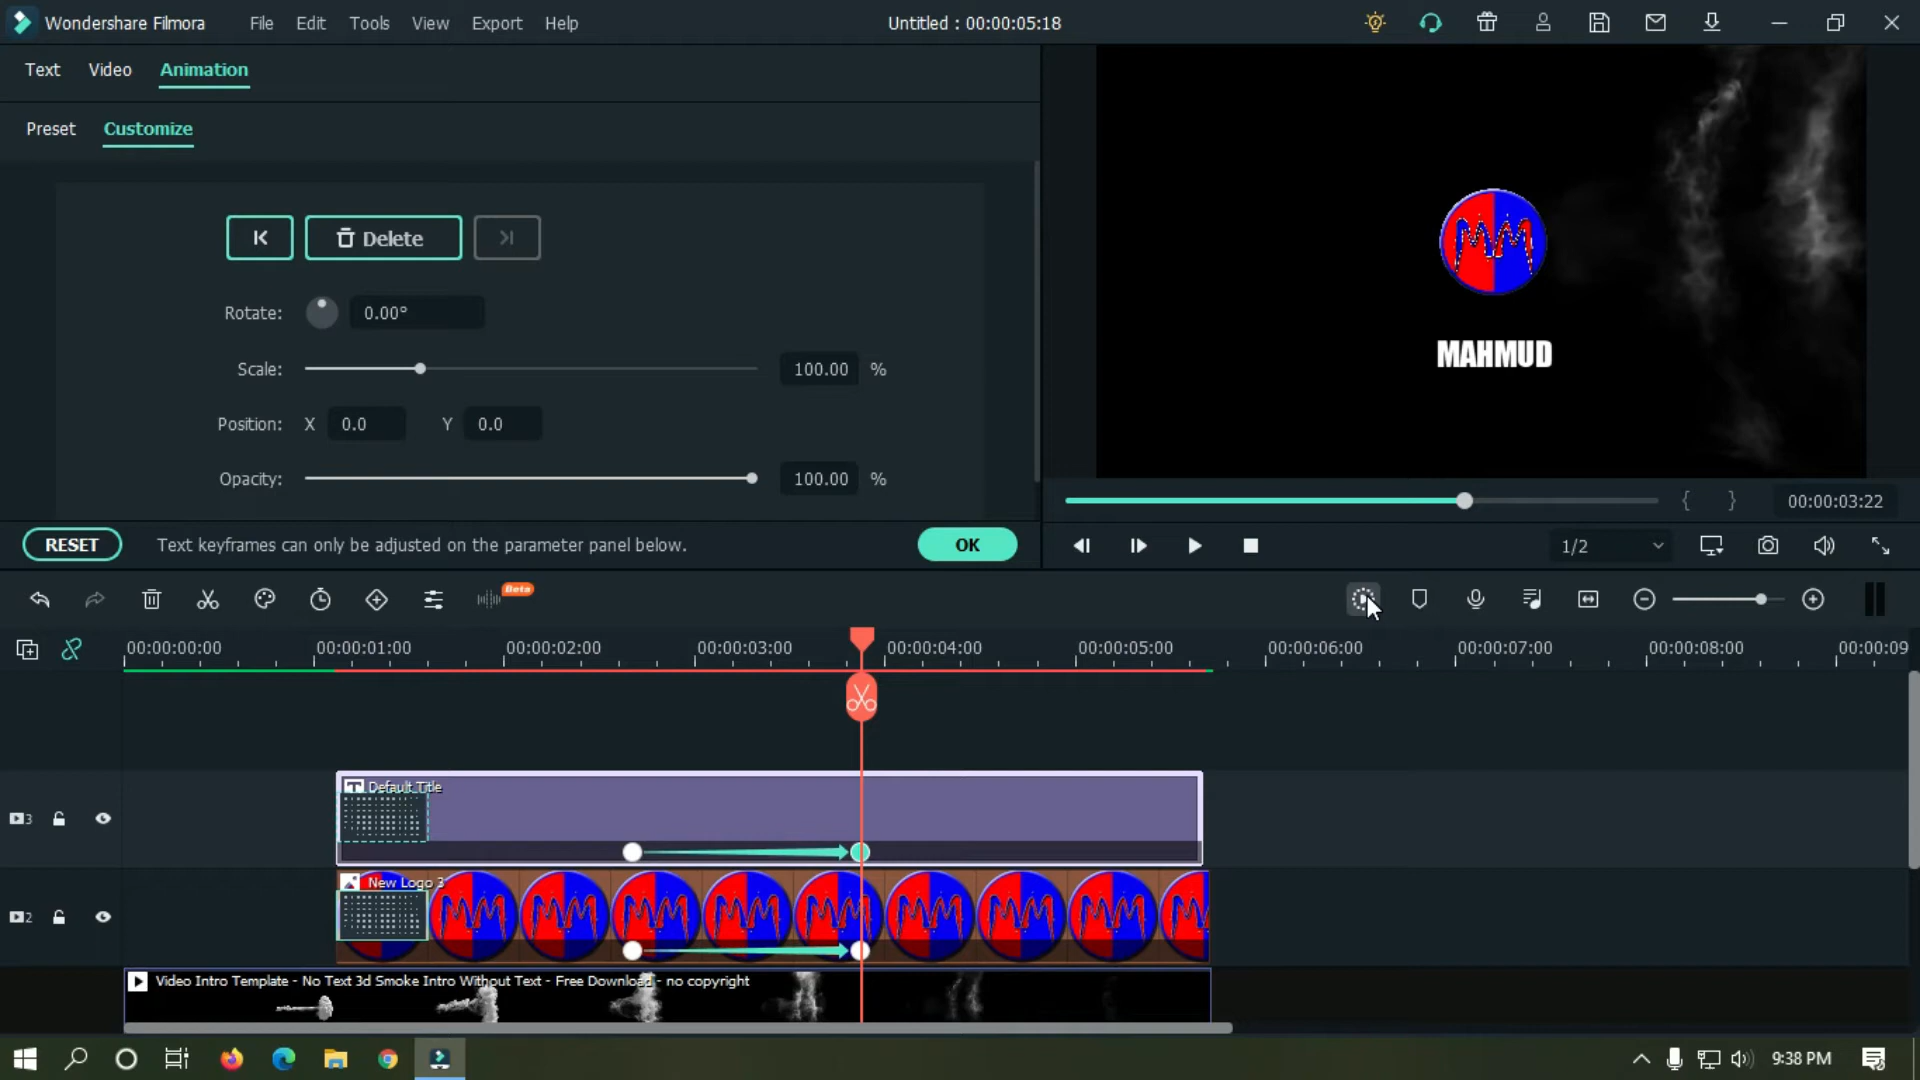 Wondershare Filmora
File
Edit
Tools
View
Export
Help
Untitled : 00:00:05:18
Text
Video
Animation
Preset
Customize
Delete
Rotate:
0.00°
Scale:
100.00 %
Position:
X
0.0
Y
0.0
Opacity:
100.00 %
RESET
Text keyframes can only be adjusted on the parameter panel below.
OK
MM
MAHMUD
{ }
00:00:03:22
1/2
Beta
00:00:00:00
00:00:01:00
00:00:02:00
00:00:03:00
00:00:04:00
00:00:05:00
00:00:06:00
00:00:07:00
00:00:08:00
00:00:09
3
Default Title
2
New Logo 3
Video Intro Template - No Text 3d Smoke Intro Without Text - Free Download - no copyright
9:38 PM